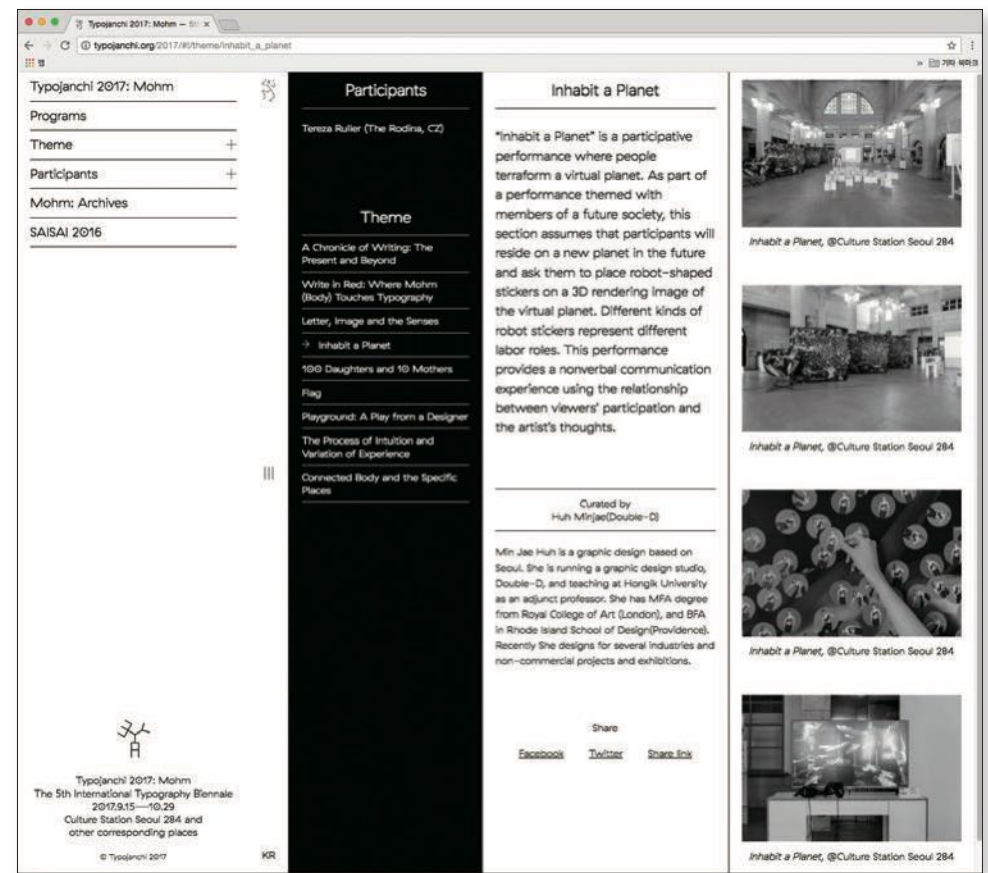 Typojanchi 2017: Mohm —
typojanchi.org/2017/#!/theme/inhabit_a_planet
앱
기타 북마크
Typojanchi 2017: Mohm
Programs
Theme +
Participants +
Mohm: Archives
SAISAI 2016
Typojanchi 2017: Mohm
The 5th International Typography Biennale
2017.9.15—10.29
Culture Station Seoul 284 and
other corresponding places
© Typojanchi 2017
KR
Participants
Tereza Ruller (The Rodina, CZ)
Theme
A Chronicle of Writing: The
Present and Beyond
Write in Red: Where Mohm
(Body) Touches Typography
Letter, Image and the Senses
→ Inhabit a Planet
100 Daughters and 10 Mothers
Flag
Playground: A Play from a Designer
The Process of Intuition and
Variation of Experience
Connected Body and the Specific
Places
Inhabit a Planet
“Inhabit a Planet” is a participative
performance where people
terraform a virtual planet. As part of
a performance themed with
members of a future society, this
section assumes that participants will
reside on a new planet in the future
and ask them to place robot-shaped
stickers on a 3D rendering image of
the virtual planet. Different kinds of
robot stickers represent different
labor roles. This performance
provides a nonverbal communication
experience using the relationship
between viewers’ participation and
the artist’s thoughts.
Curated by
Huh Minjae(Double-D)
Min Jae Huh is a graphic design based on
Seoul. She is running a graphic design studio,
Double-D, and teaching at Hongik University
as an adjunct professor. She has MFA degree
from Royal College of Art (London), and BFA
in Rhode Island School of Design(Providence).
Recently She designs for several industries and
non-commercial projects and exhibitions.
Share
Facebook Twitter Share link
Inhabit a Planet, @Culture Station Seoul 284
Inhabit a Planet, @Culture Station Seoul 284
Inhabit a Planet, @Culture Station Seoul 284
Inhabit a Planet, @Culture Station Seoul 284